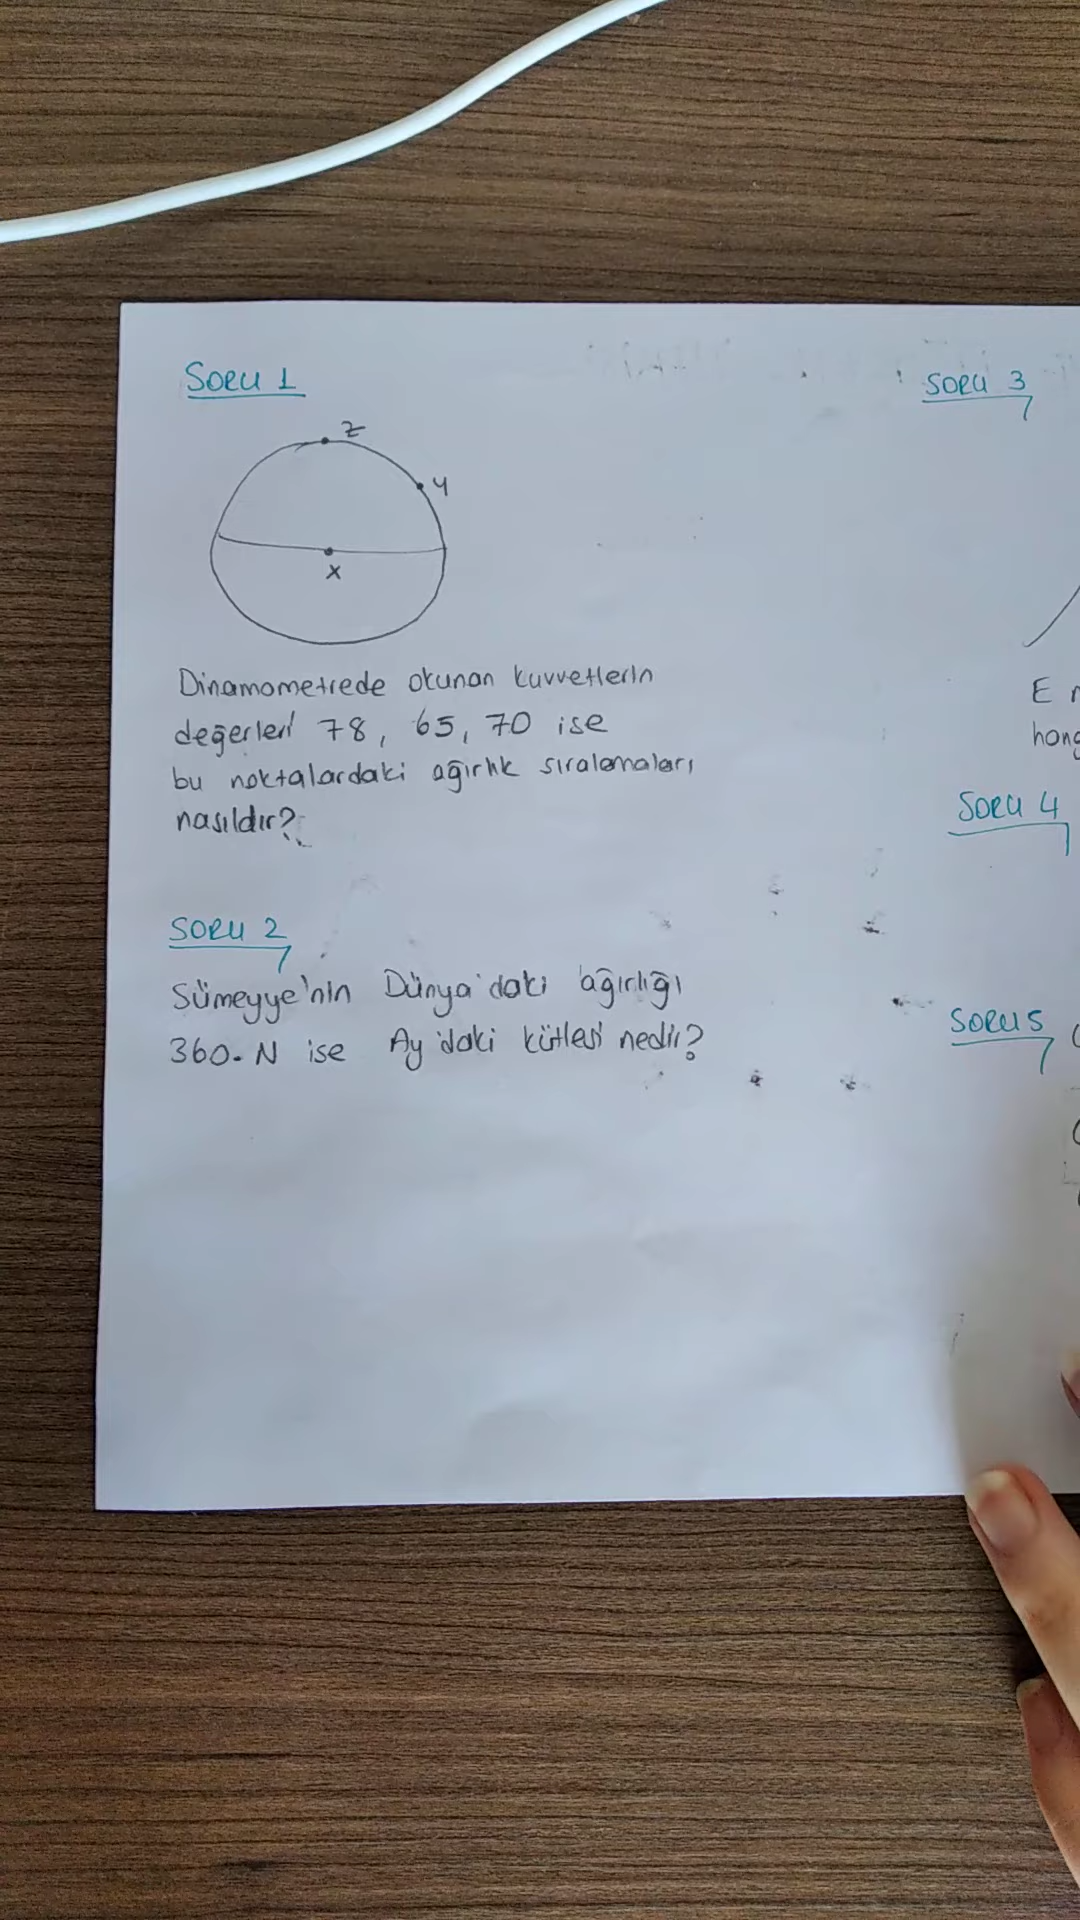 Soru 1
Z
Y
X
Dinamometrede okunan kuvvetlerin
değerleri 78, 65, 70 ise
bu noktalardaki ağırlık sıralamaları
nasıldır?
Soru 2
Sümeyye'nin Dünya'daki ağırlığı
360.N ise Ay'daki kütlesi nedir?
Soru 3
E
Soru 4
Soru 5